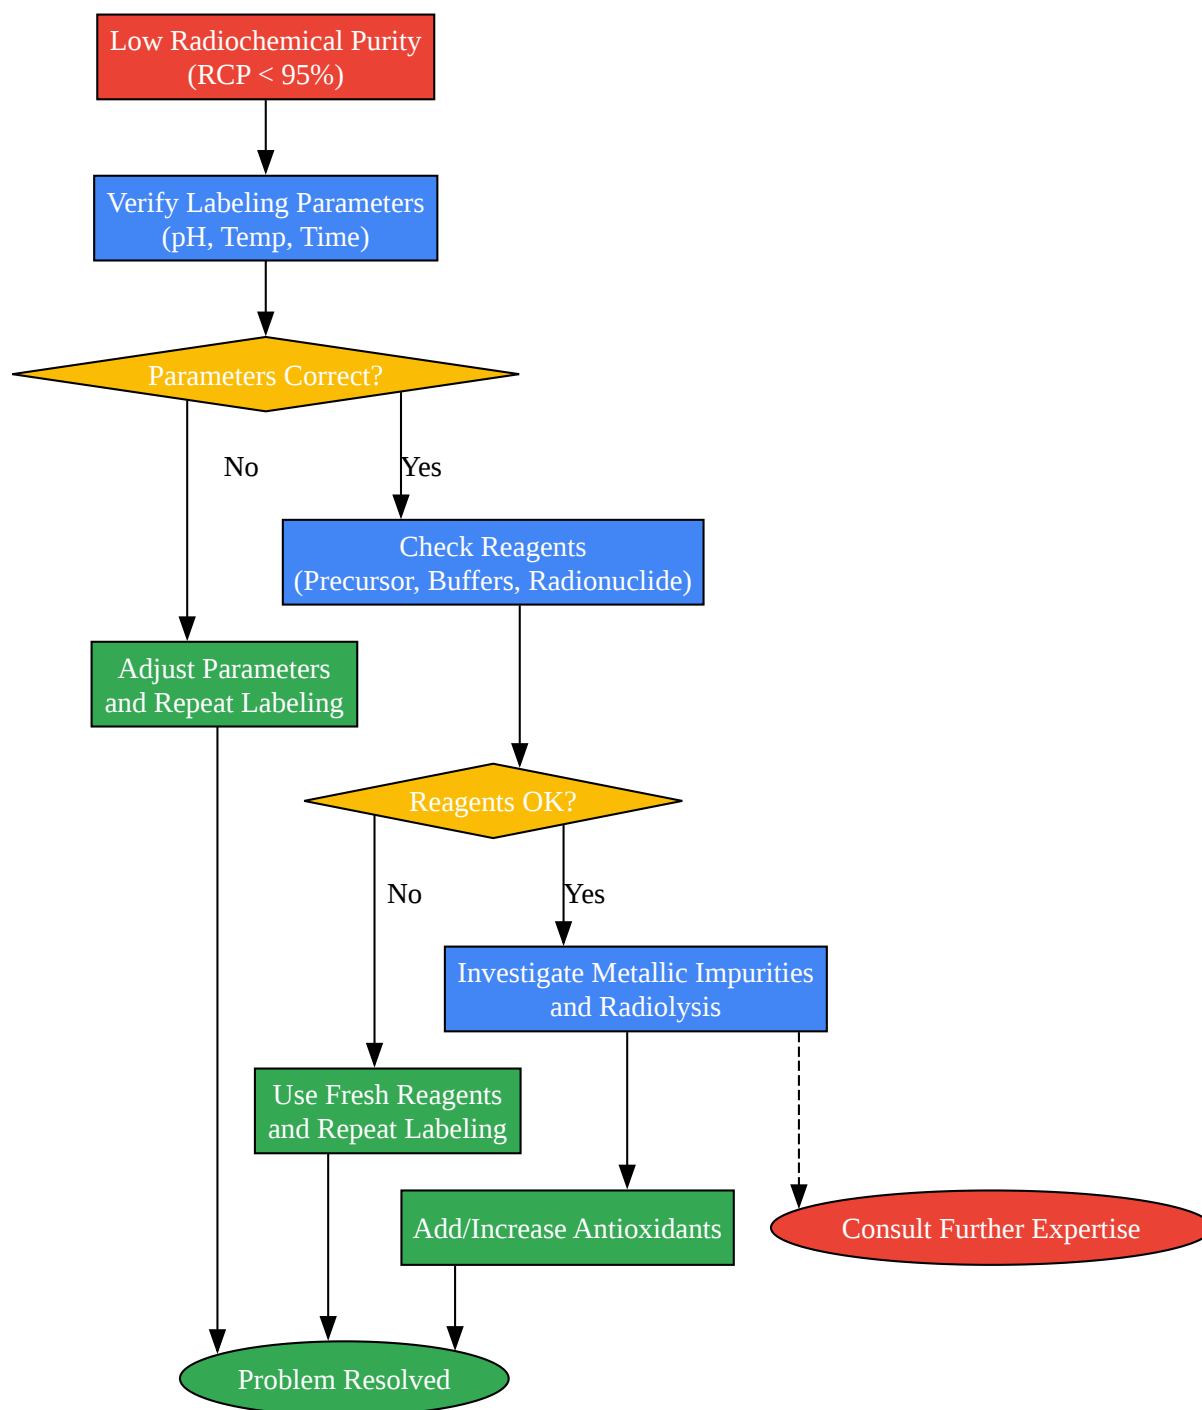 Low Radiochemical Purity
(RCP < 95%)
Verify Labeling Parameters
(pH, Temp, Time)
Parameters Correct?
No
Yes
Check Reagents
(Precursor, Buffers, Radionuclide)
Adjust Parameters
and Repeat Labeling
Reagents OK?
No
Yes
Investigate Metallic Impurities
and Radiolysis
Use Fresh Reagents
and Repeat Labeling
Add/Increase Antioxidants
Consult Further Expertise
Problem Resolved